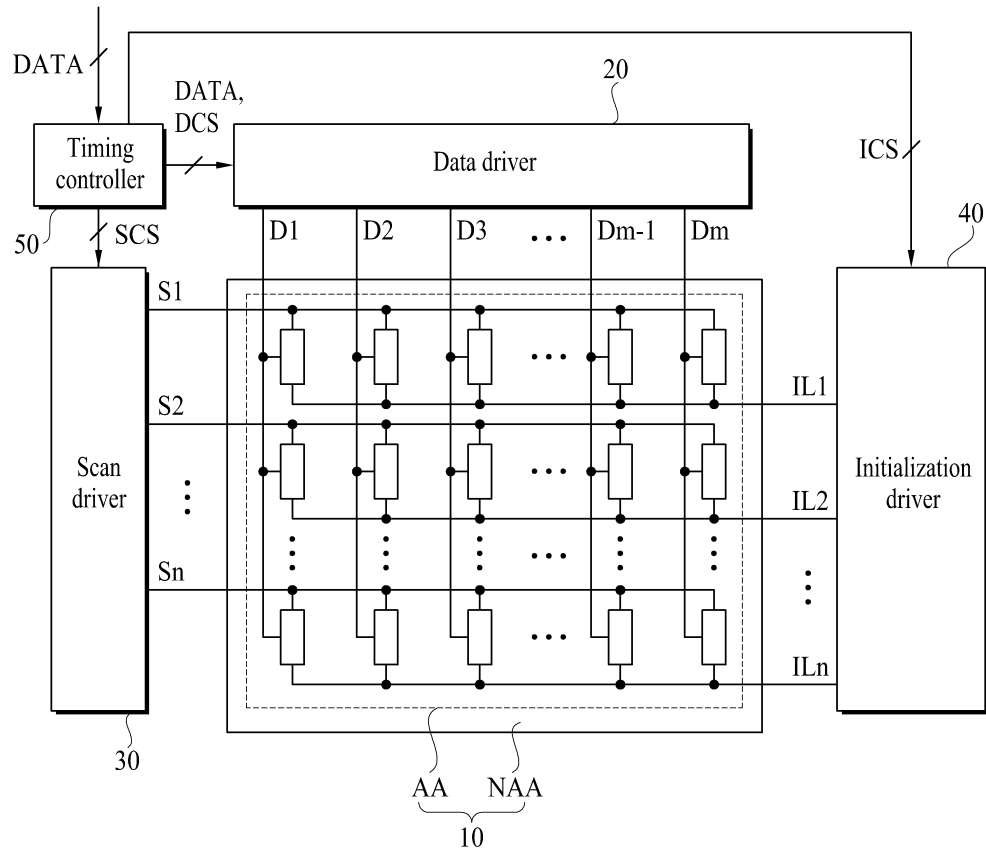 DATA
DATA,
DCS
20
Timing
controller
Data driver
ICS
50
SCS
D1
D2
D3
Dm-1
Dm
40
S1
IL1
S2
Scan
driver
Initialization
driver
IL2
Sn
ILn
30
AA
NAA
10